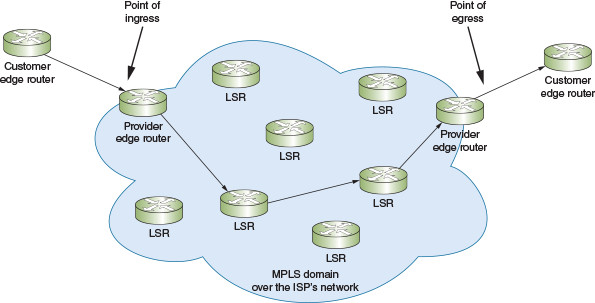 Point of
ingress
Point of
egress
Customer
edge router
Customer
edge router
LSR
LSR
Provider
edge router
Provider
edge router
LSR
LSR
LSR
LSR
LSR
MPLS domain
over the ISP's network